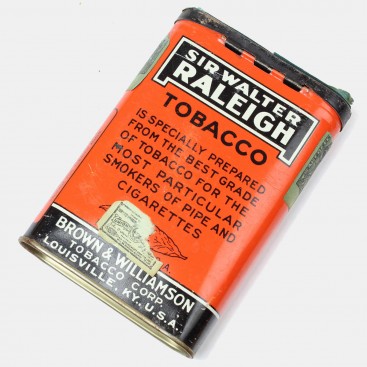 SIR WALTER
RALEIGH
TOBACCO
IS SPECIALLY PREPARED
FROM THE BEST GRADE
OF TOBACCO FOR THE
MOST PARTICULAR
SMOKERS OF PIPE AND
CIGARETTES
BROWN & WILLIAMSON
TOBACCO CORP.
LOUISVILLE, KY., U.S.A.